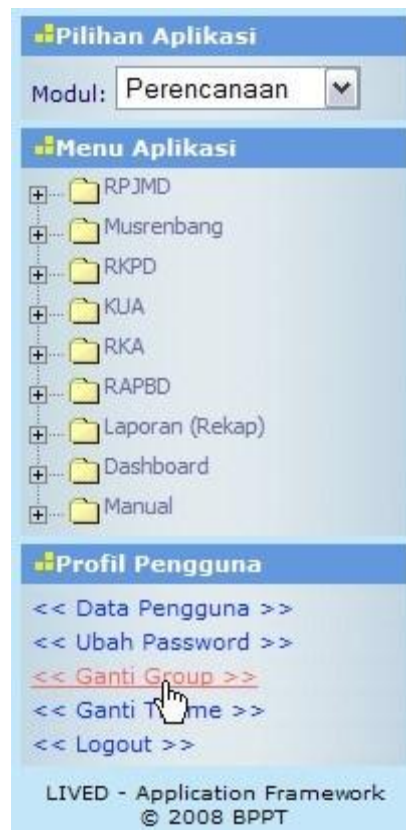 Pilihan Aplikasi
Modul: Perencanaan
Menu Aplikasi
RPJMD
Musrenbang
RKPD
KUA
RKA
RAPBD
Laporan (Rekap)
Dashboard
Manual
Profil Pengguna
<< Data Pengguna >>
<< Ubah Password >>
<< Ganti Group >>
<< Ganti >>
<< Logout >>
LIVED - Application Framework
© 2008 BPPT